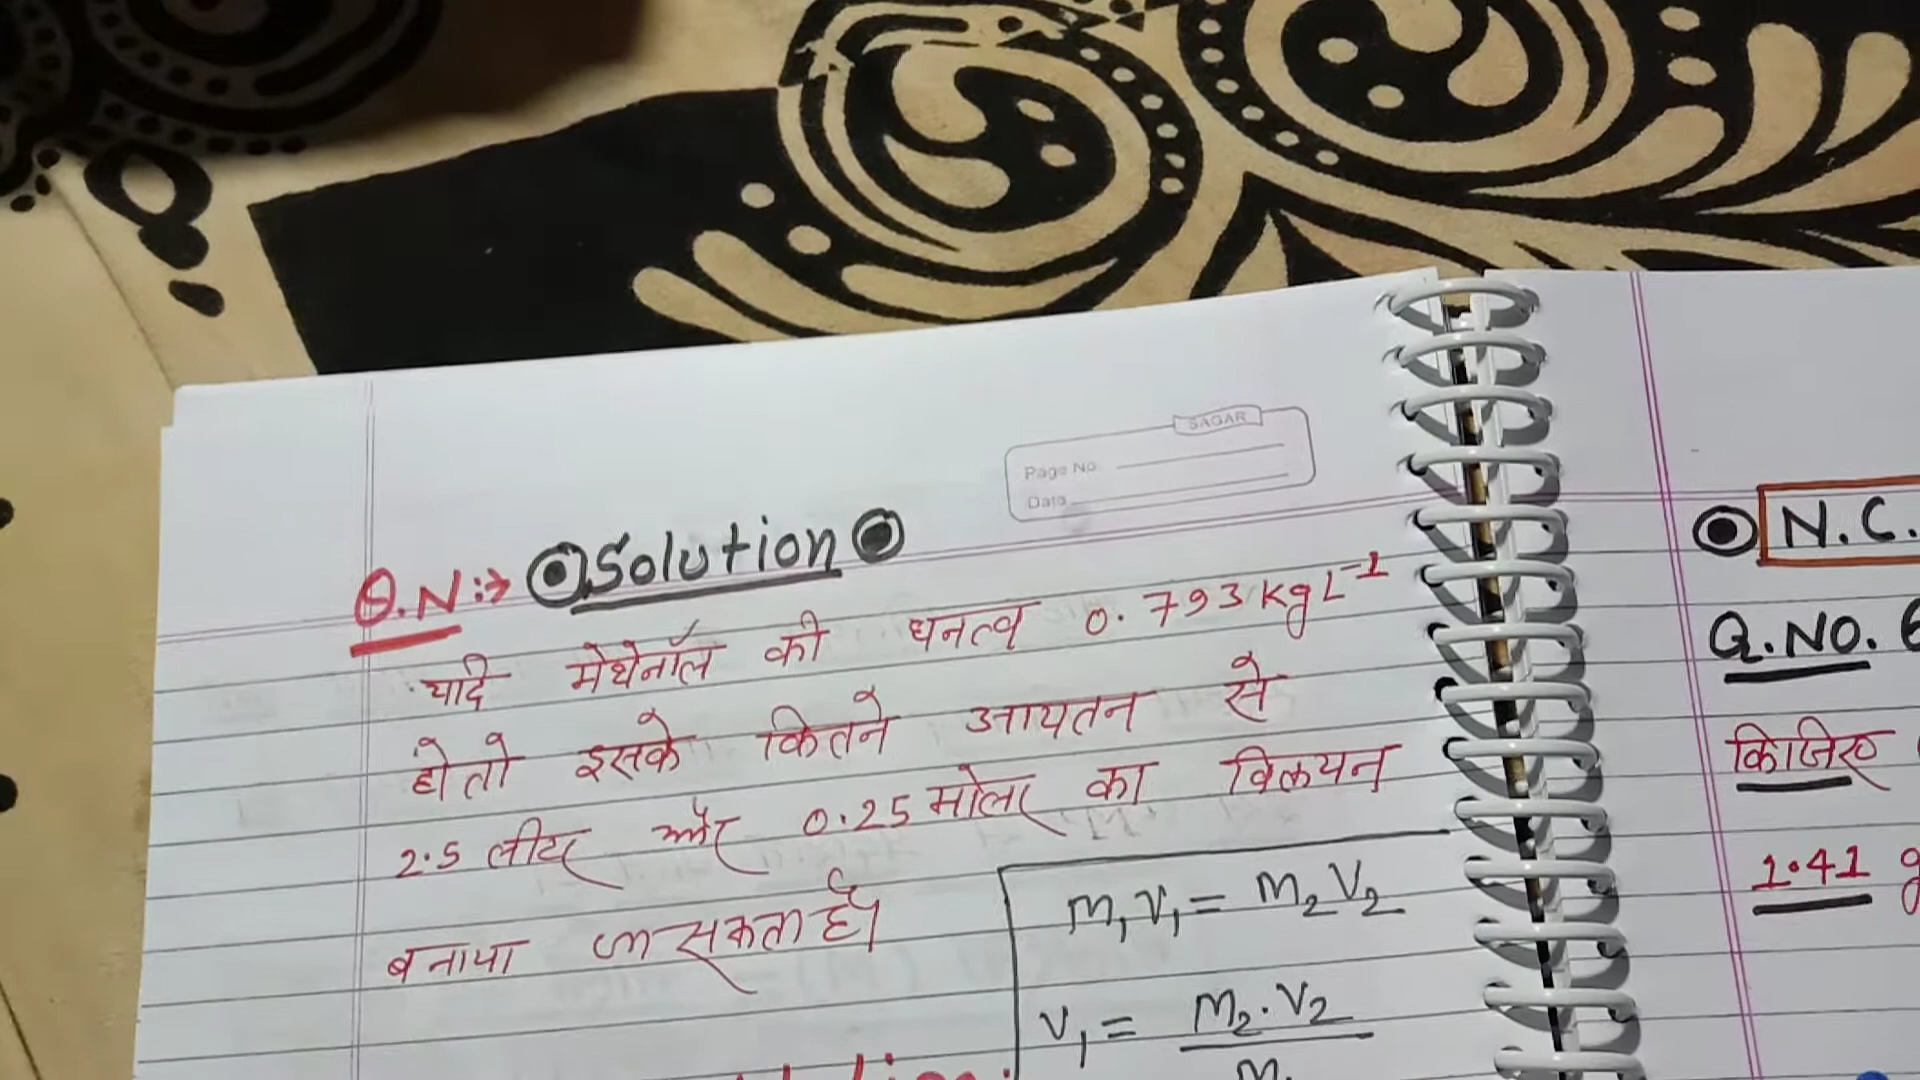 SAGAR
Page No.
Date
Q.N:→ Solution
यदि मेथेनॉल की घनत्व 0.793 kg L⁻¹
हो तो इसके कितने आयतन से
2.5 लीटर और 0.25 मोलर का विलयन
बनाया जा सकता है।
M₁V₁ = M₂V₂
V₁ = M₂.V₂
N.C.
Q.NO. 6
किजिए
1.41 g